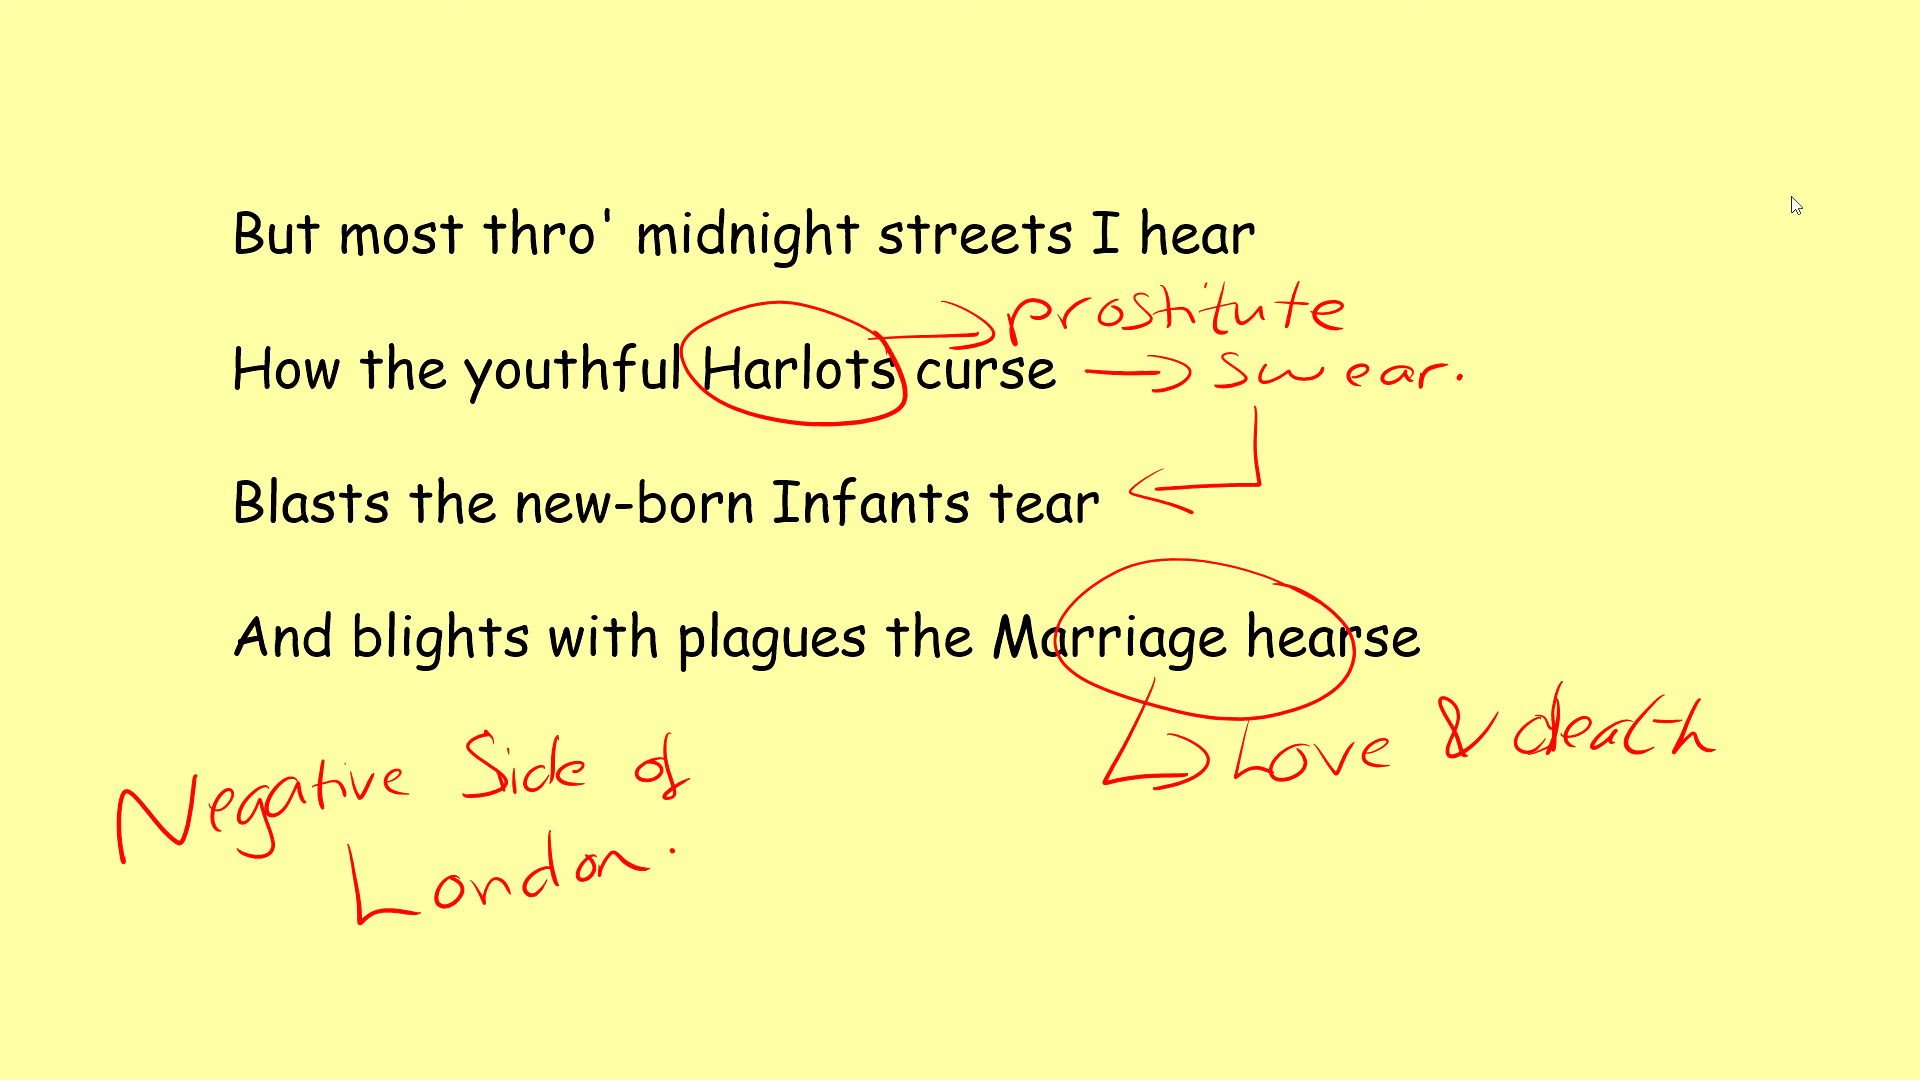 But most thro' midnight streets I hear
prostitute
How the youthful Harlots curse
swear.
Blasts the new-born Infants tear
And blights with plagues the Marriage hearse
Love & death
Negative Side of
London.